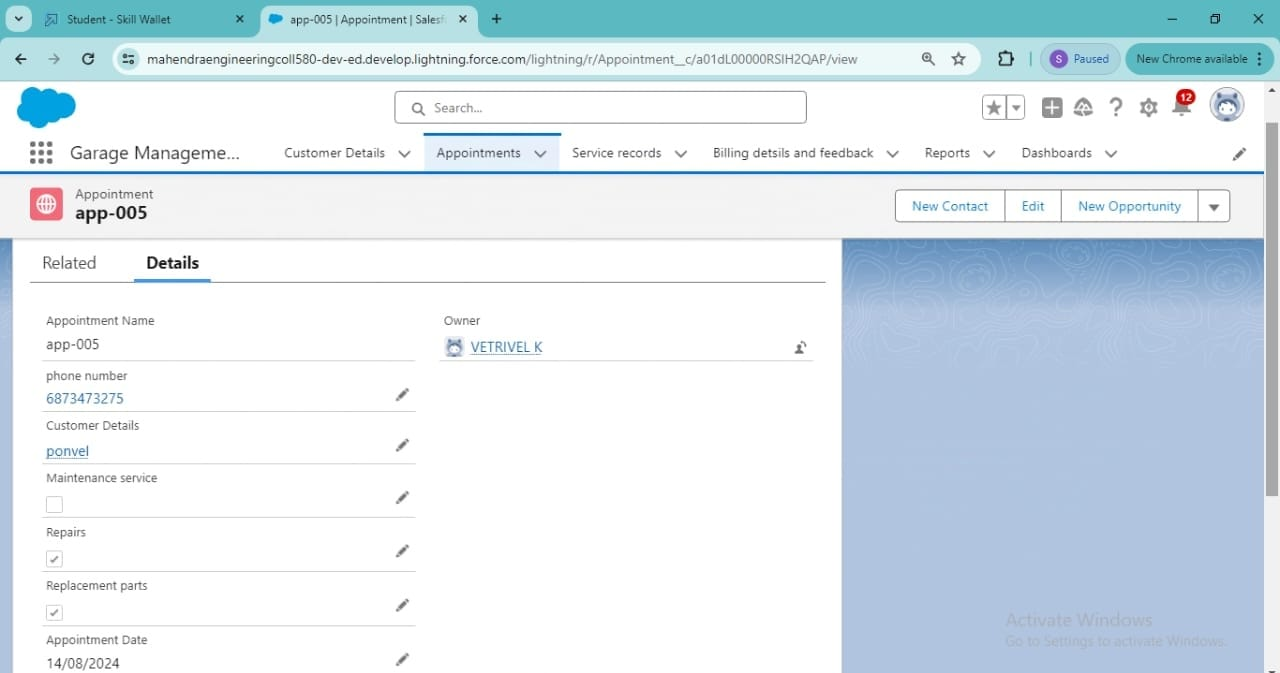 Student - Skill Wallet
app-005 | Appointment | Salesf
mahendraengineeringcoll580-dev-ed.develop.lightning.force.com/lightning/r/Appointment__c/a01dL00000RSIH2QAP/view
S Paused
New Chrome available
Search...
12
Garage Manageme...
Customer Details
Appointments
Service records
Billing detsils and feedback
Reports
Dashboards
Appointment
app-005
New Contact
Edit
New Opportunity
Related
Details
Appointment Name
app-005
Owner
VETRIVEL K
phone number
6873473275
Customer Details
ponvel
Maintenance service
Repairs
Replacement parts
Appointment Date
14/08/2024
Activate Windows
Go to Settings to activate Windows.